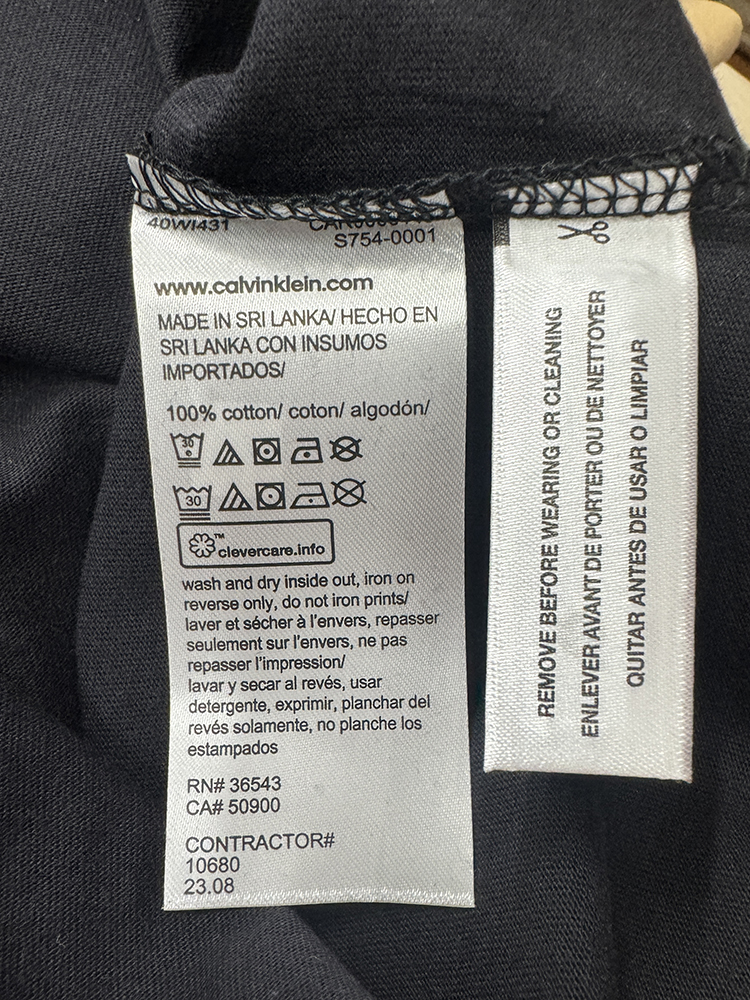 40WI431
S754-0001
www.calvinklein.com
MADE IN SRI LANKA/ HECHO EN
SRI LANKA CON INSUMOS
IMPORTADOS/
100% cotton/ coton/ algodón/
30
30
™
clevercare.info
wash and dry inside out, iron on
reverse only, do not iron prints/
laver et sécher à l'envers, repasser
seulement sur l'envers, ne pas
repasser l'impression/
lavar y secar al revés, usar
detergente, exprimir, planchar del
revés solamente, no planche los
estampados
RN# 36543
CA# 50900
CONTRACTOR#
10680
23.08
REMOVE BEFORE WEARING OR CLEANING
ENLEVER AVANT DE PORTER OU DE NETTOYER
QUITAR ANTES DE USAR O LIMPIAR